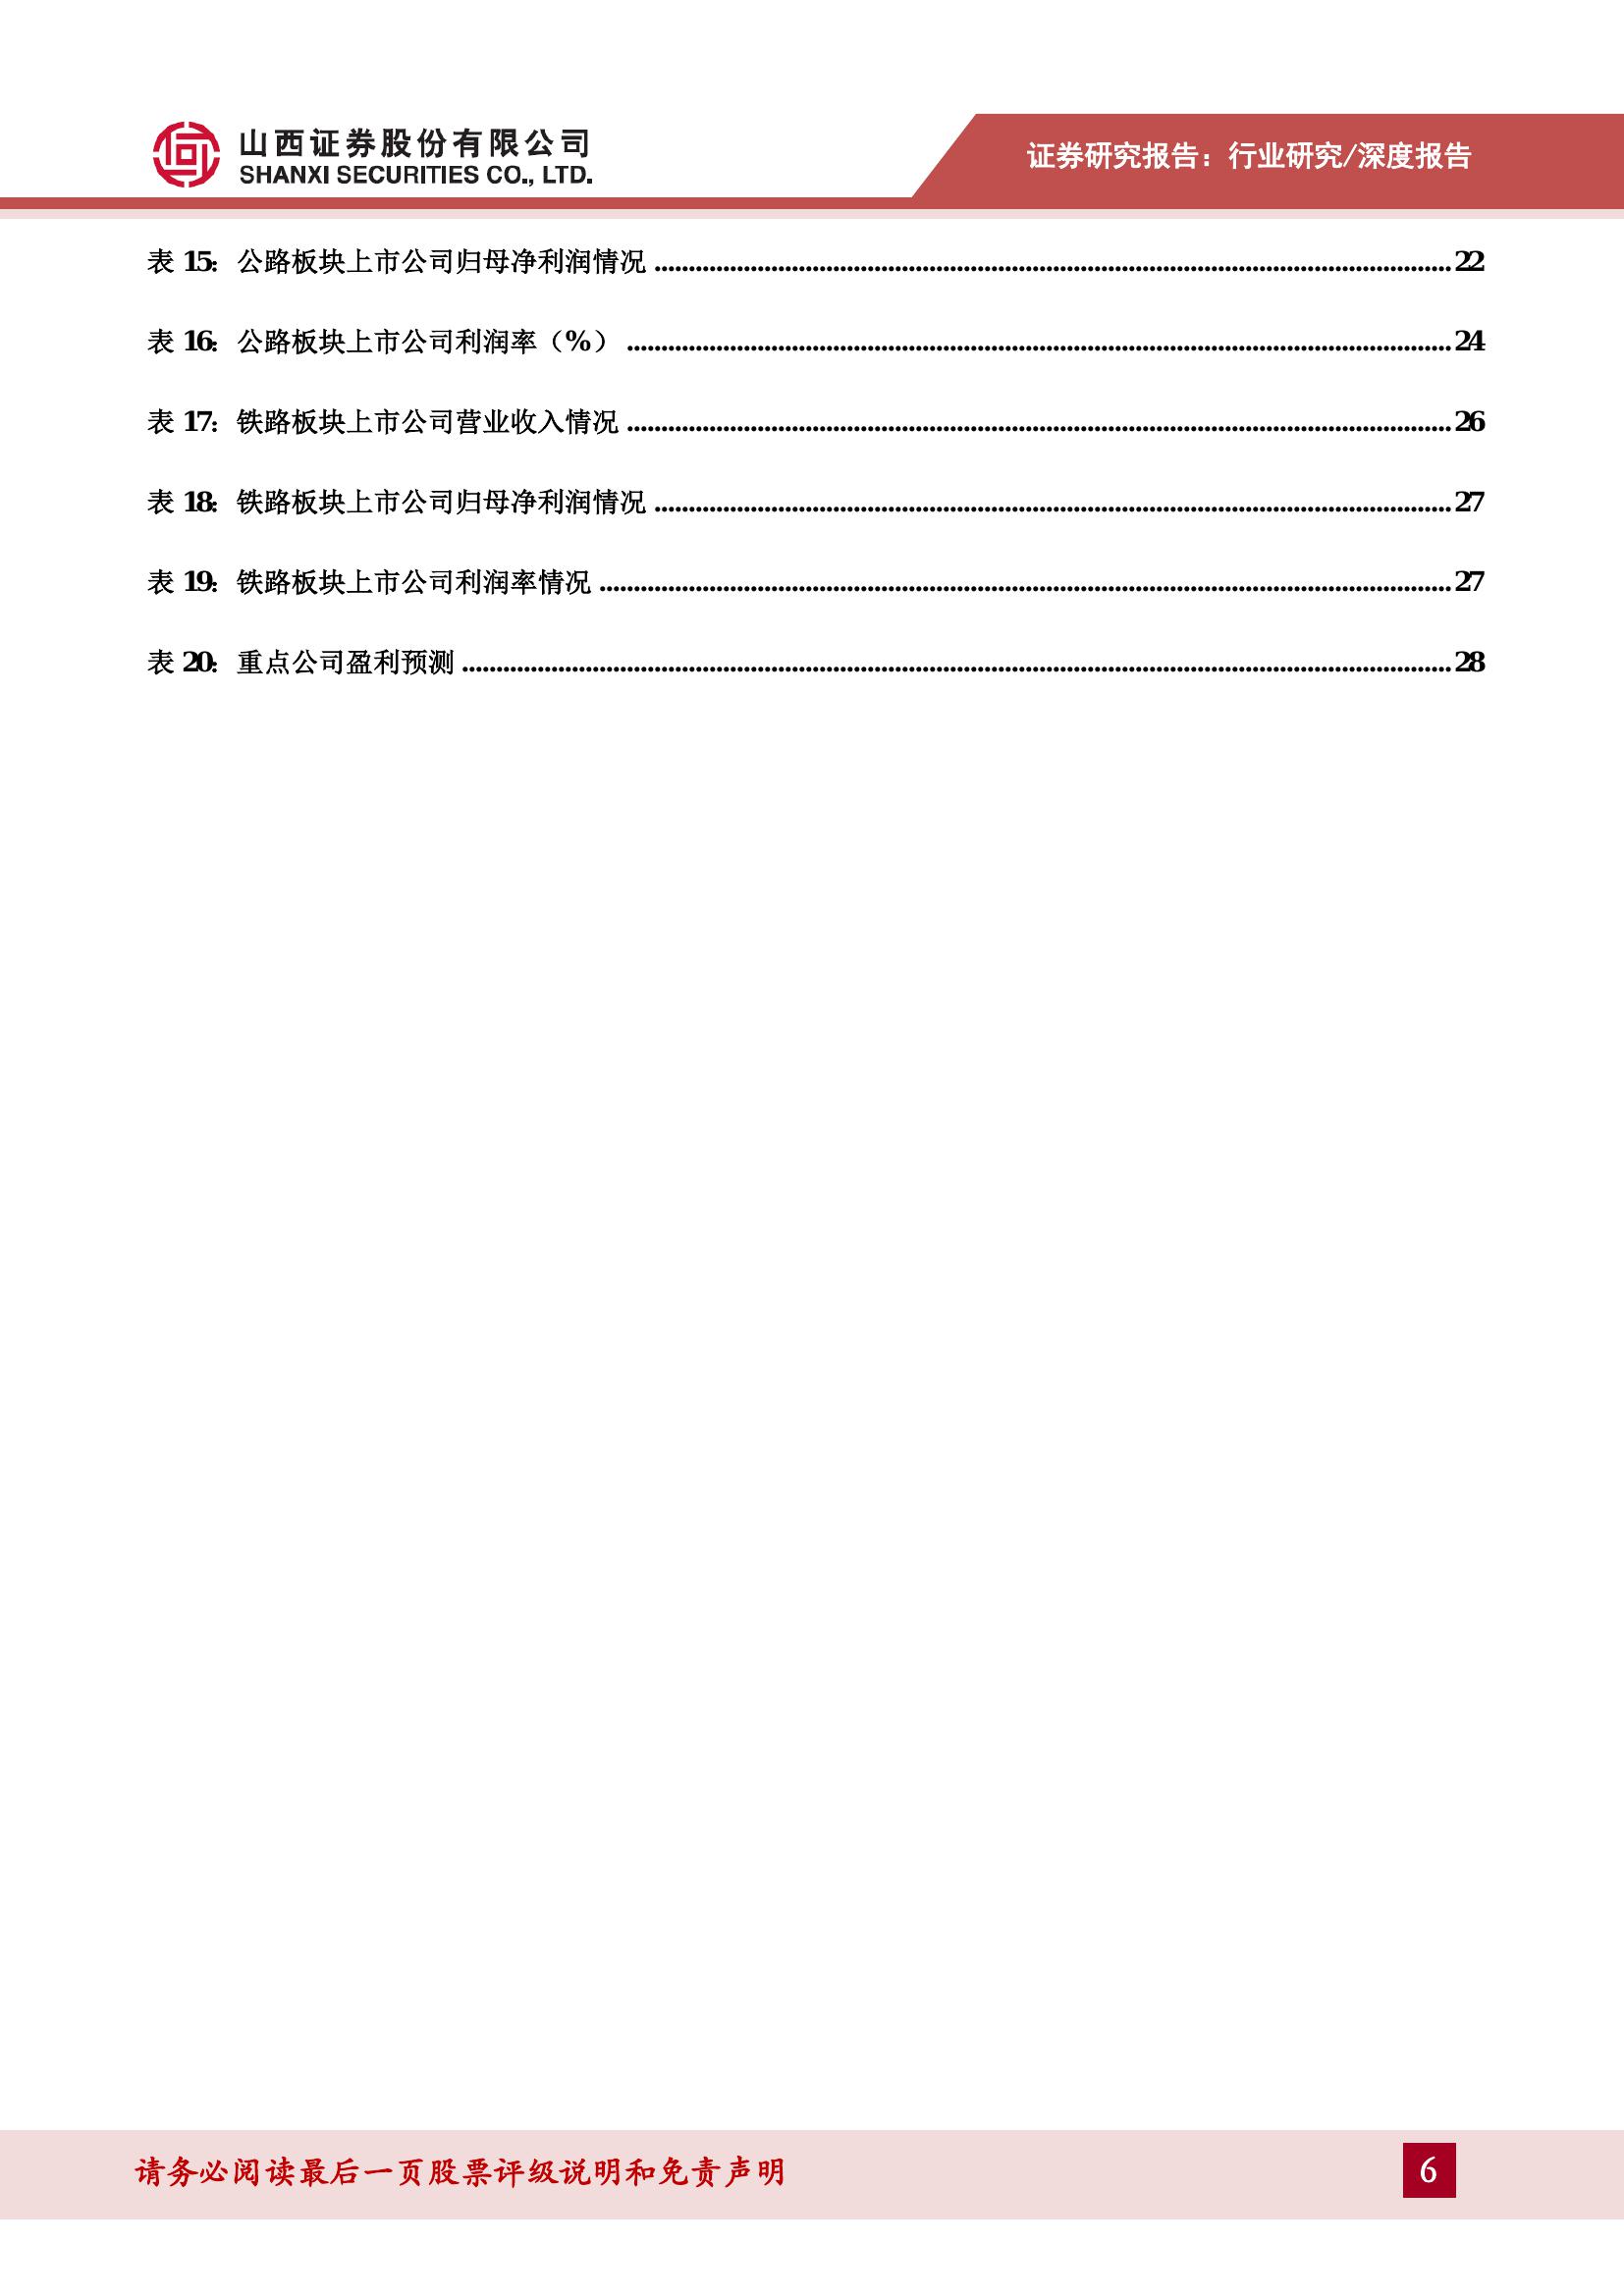 山西证券股份有限公司
SHANXI SECURITIES CO., LTD.
证券研究报告：行业研究/深度报告
表 15：公路板块上市公司归母净利润情况 ........................................ 22
表 16：公路板块上市公司利润率（%） ........................................ 24
表 17：铁路板块上市公司营业收入情况 ........................................ 26
表 18：铁路板块上市公司归母净利润情况 ........................................ 27
表 19：铁路板块上市公司利润率情况 ........................................ 27
表 20：重点公司盈利预测 ........................................ 28
请务必阅读最后一页股票评级说明和免责声明
6